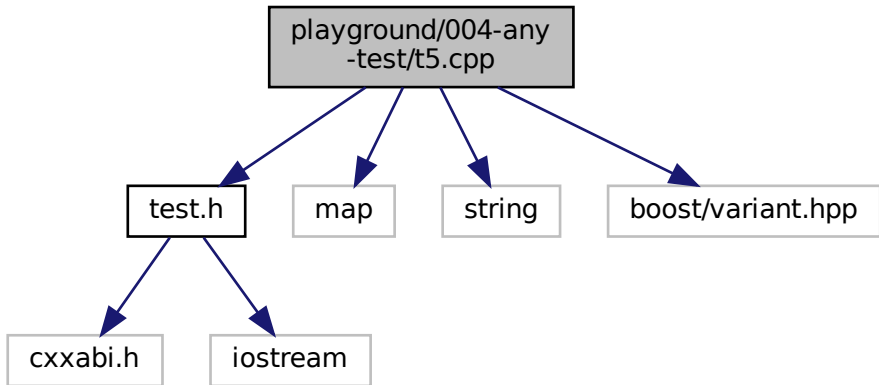 playground/004-any
-test/t5.cpp
test.h
map
string
boost/variant.hpp
cxxabi.h
iostream